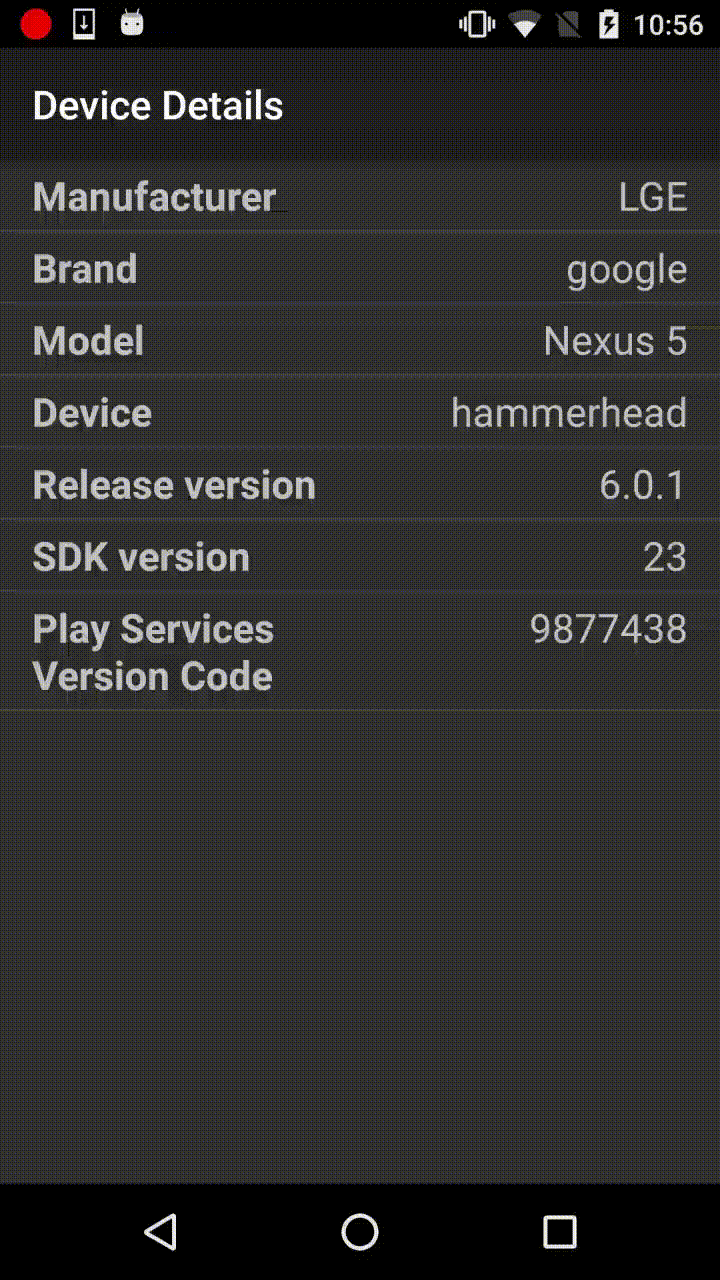 10:56
Device Details
Manufacturer LGE
Brand google
Model Nexus 5
Device hammerhead
Release version 6.0.1
SDK version 23
Play Services 9877438
Version Code